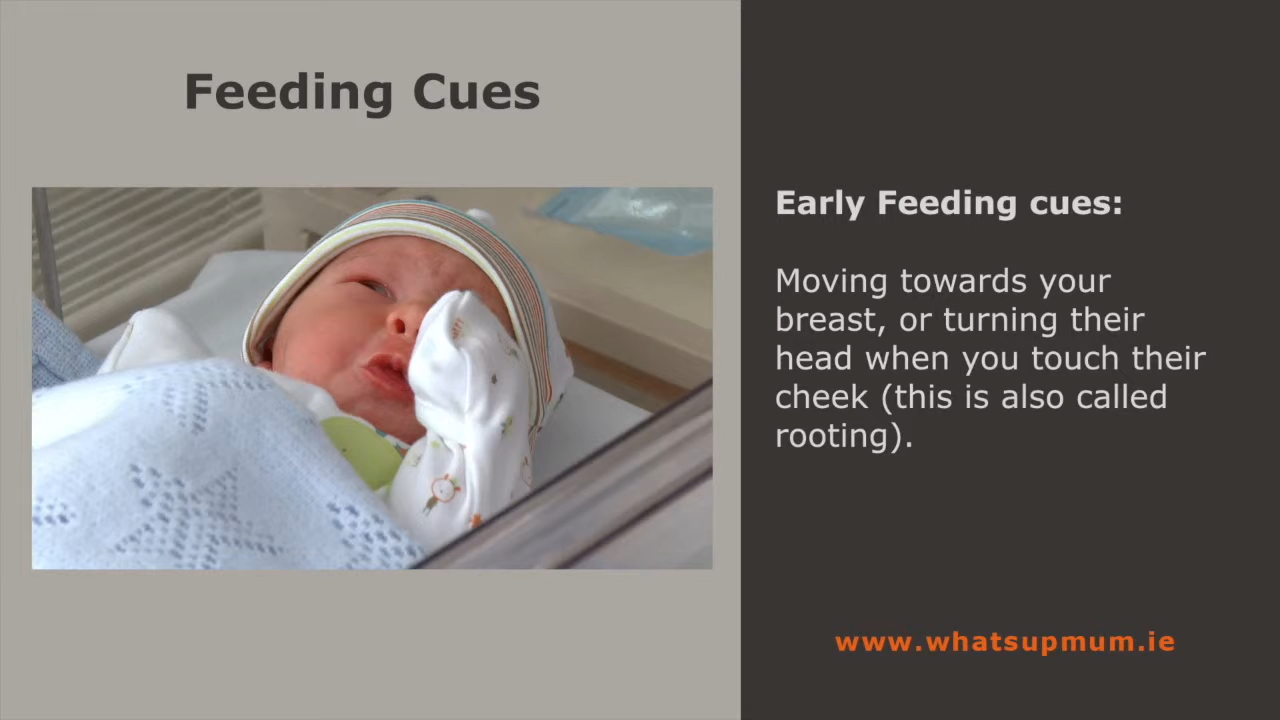 Feeding Cues
Early Feeding cues:
Moving towards your
breast, or turning their
head when you touch their
cheek (this is also called
rooting).
www.whatsupmum.ie